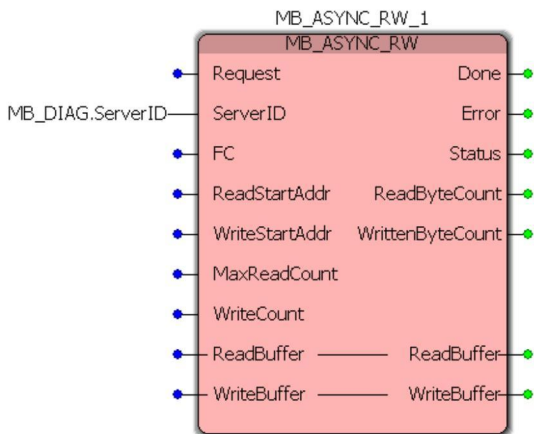 MB_ASYNC_RW_1
MB_ASYNC_RW
Request Done
MB_DIAG.ServerID ServerID Error
FC Status
ReadStartAddr ReadByteCount
WriteStartAddr WrittenByteCount
MaxReadCount
WriteCount
ReadBuffer ReadBuffer
WriteBuffer WriteBuffer